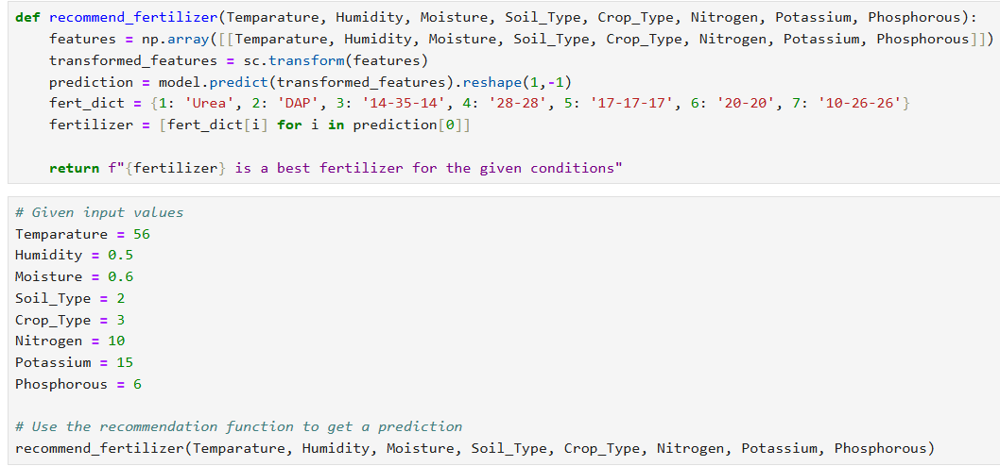 def recommend_fertilizer(Temparature, Humidity, Moisture, Soil_Type, Crop_Type, Nitrogen, Potassium, Phosphorous):
    features = np.array([[Temparature, Humidity, Moisture, Soil_Type, Crop_Type, Nitrogen, Potassium, Phosphorous]])
    transformed_features = sc.transform(features)
    prediction = model.predict(transformed_features).reshape(1,-1)
    fert_dict = {1: 'Urea', 2: 'DAP', 3: '14-35-14', 4: '28-28', 5: '17-17-17', 6: '20-20', 7: '10-26-26'}
    fertilizer = [fert_dict[i] for i in prediction[0]]
    return f"{fertilizer} is a best fertilizer for the given conditions"
# Given input values
Temparature = 56
Humidity = 0.5
Moisture = 0.6
Soil_Type = 2
Crop_Type = 3
Nitrogen = 10
Potassium = 15
Phosphorous = 6
# Use the recommendation function to get a prediction
recommend_fertilizer(Temparature, Humidity, Moisture, Soil_Type, Crop_Type, Nitrogen, Potassium, Phosphorous)